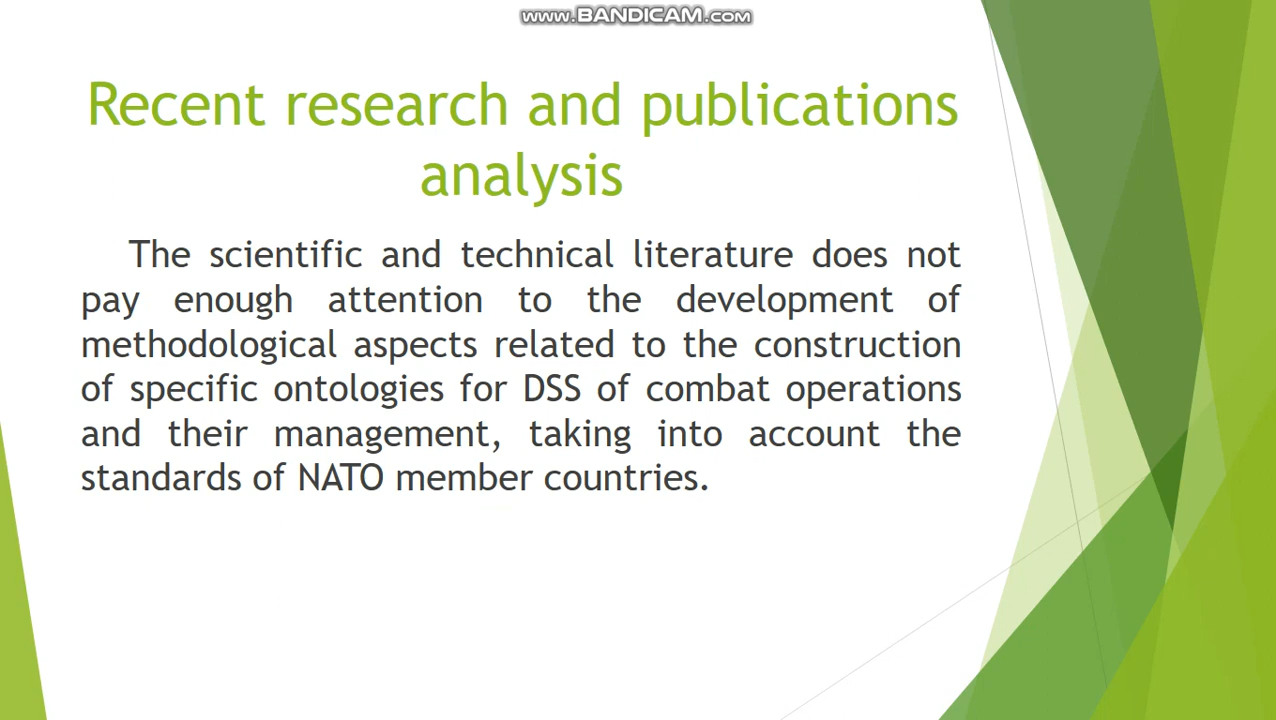 www.BANDICAM.com
Recent research and publications
analysis
The scientific and technical literature does not
pay enough attention to the development of
methodological aspects related to the construction
of specific ontologies for DSS of combat operations
and their management, taking into account the
standards of NATO member countries.